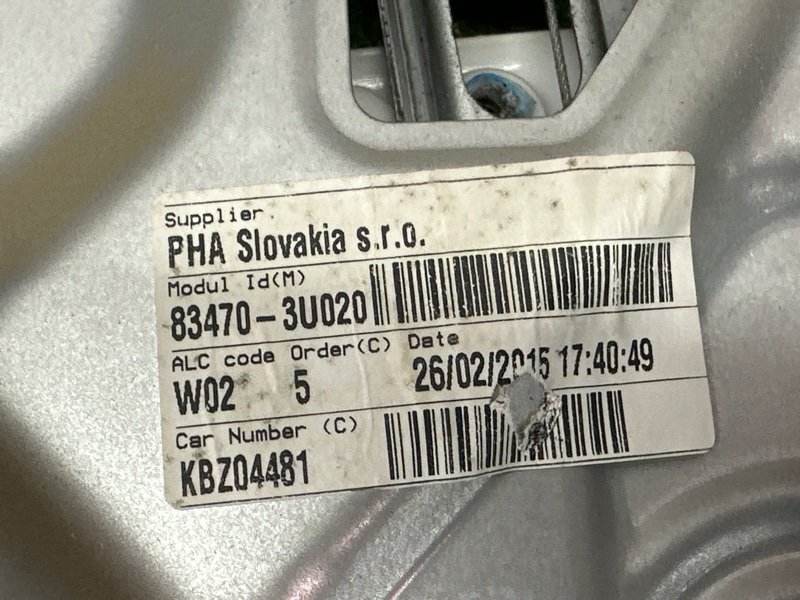 Supplier.
PHA Slovakia s.r.o.
Modul Id(M)
83470-3U020
ALC code Order(C) Date
W02 5 26/02/2015 17:40:49
Car Number (C)
KBZ04481